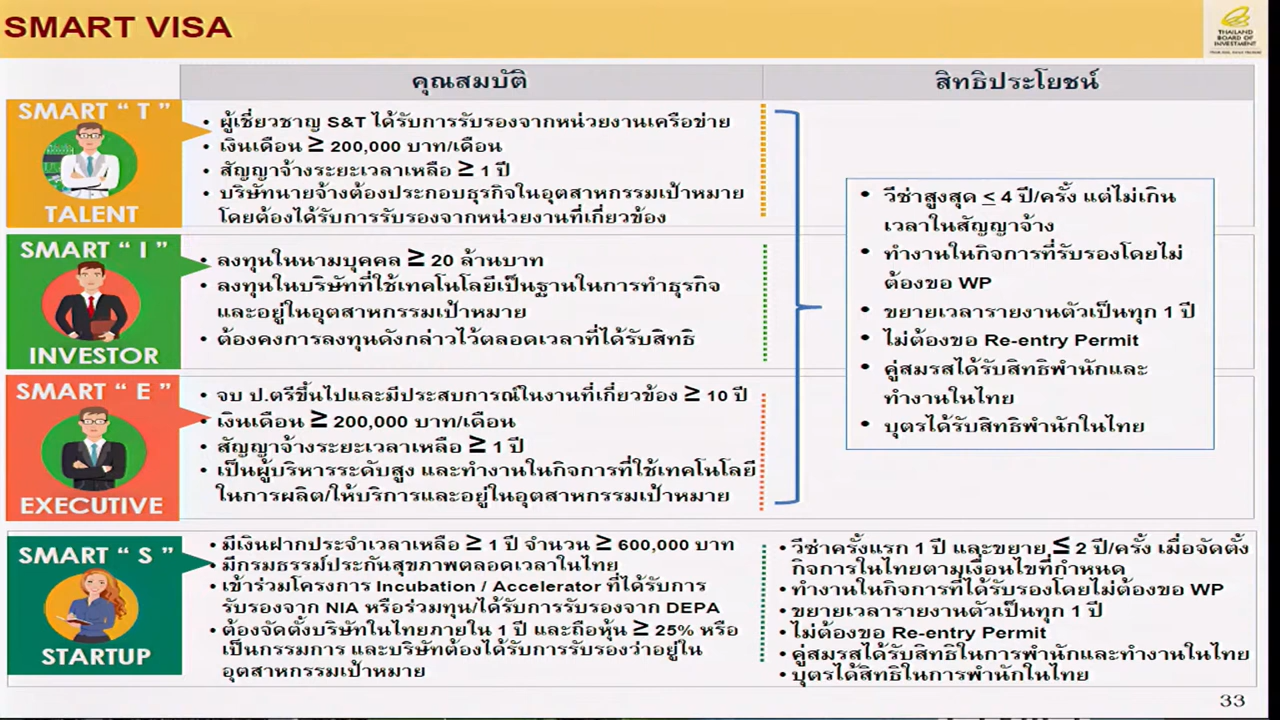 SMART VISA
THAILAND
BOARD OF
INVESTMENT
คุณสมบัติ
สิทธิประโยชน์
SMART “ T ”
TALENT
• ผู้เชี่ยวชาญ S&T ได้รับการรับรองจากหน่วยงานเครือข่าย
• เงินเดือน ≥ 200,000 บาท/เดือน
• สัญญาจ้างระยะเวลาเหลือ ≥ 1 ปี
• บริษัทนายจ้างต้องประกอบธุรกิจในอุตสาหกรรมเป้าหมาย
โดยต้องได้รับการรับรองจากหน่วยงานที่เกี่ยวข้อง
SMART “ I ”
INVESTOR
• ลงทุนในนามบุคคล ≥ 20 ล้านบาท
• ลงทุนในบริษัทที่ใช้เทคโนโลยีเป็นฐานในการทำธุรกิจ
และอยู่ในอุตสาหกรรมเป้าหมาย
• ต้องคงการลงทุนดังกล่าวไว้ตลอดเวลาที่ได้รับสิทธิ
SMART “ E ”
EXECUTIVE
• จบ ป.ตรีขึ้นไปและมีประสบการณ์ในงานที่เกี่ยวข้อง ≥ 10 ปี
• เงินเดือน ≥ 200,000 บาท/เดือน
• สัญญาจ้างระยะเวลาเหลือ ≥ 1 ปี
• เป็นผู้บริหารระดับสูง และทำงานในกิจการที่ใช้เทคโนโลยี
ในการผลิต/ให้บริการและอยู่ในอุตสาหกรรมเป้าหมาย
• วีซ่าสูงสุด ≤ 4 ปี/ครั้ง แต่ไม่เกิน
เวลาในสัญญาจ้าง
• ทำงานในกิจการที่รับรองโดยไม่
ต้องขอ WP
• ขยายเวลารายงานตัวเป็นทุก 1 ปี
• ไม่ต้องขอ Re-entry Permit
• คู่สมรสได้รับสิทธิพำนักและ
ทำงานในไทย
• บุตรได้รับสิทธิพำนักในไทย
SMART “ S ”
STARTUP
• มีเงินฝากประจำเวลาเหลือ ≥ 1 ปี จำนวน ≥ 600,000 บาท
• มีกรมธรรม์ประกันสุขภาพตลอดเวลาในไทย
• เข้าร่วมโครงการ Incubation / Accelerator ที่ได้รับการ
รับรองจาก NIA หรือร่วมทุน/ได้รับการรับรองจาก DEPA
• ต้องจัดตั้งบริษัทในไทยภายใน 1 ปี และถือหุ้น ≥ 25% หรือ
เป็นกรรมการ และบริษัทต้องได้รับการรับรองว่าอยู่ใน
อุตสาหกรรมเป้าหมาย
• วีซ่าครั้งแรก 1 ปี และขยาย ≤ 2 ปี/ครั้ง เมื่อจัดตั้ง
กิจการในไทยตามเงื่อนไขที่กำหนด
• ทำงานในกิจการที่ได้รับรองโดยไม่ต้องขอ WP
• ขยายเวลารายงานตัวเป็นทุก 1 ปี
• ไม่ต้องขอ Re-entry Permit
• คู่สมรสได้รับสิทธิในการพำนักและทำงานในไทย
• บุตรได้สิทธิในการพำนักในไทย
33